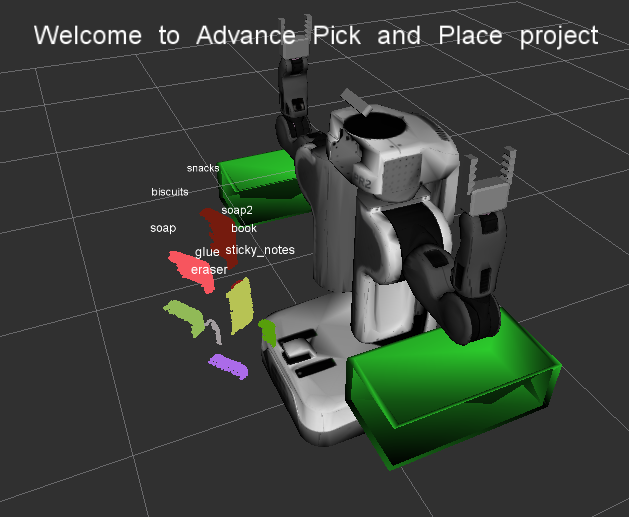 Welcome to Advance Pick and Place project
snacks
biscuits
soap2
soap
book
glue
sticky_notes
eraser